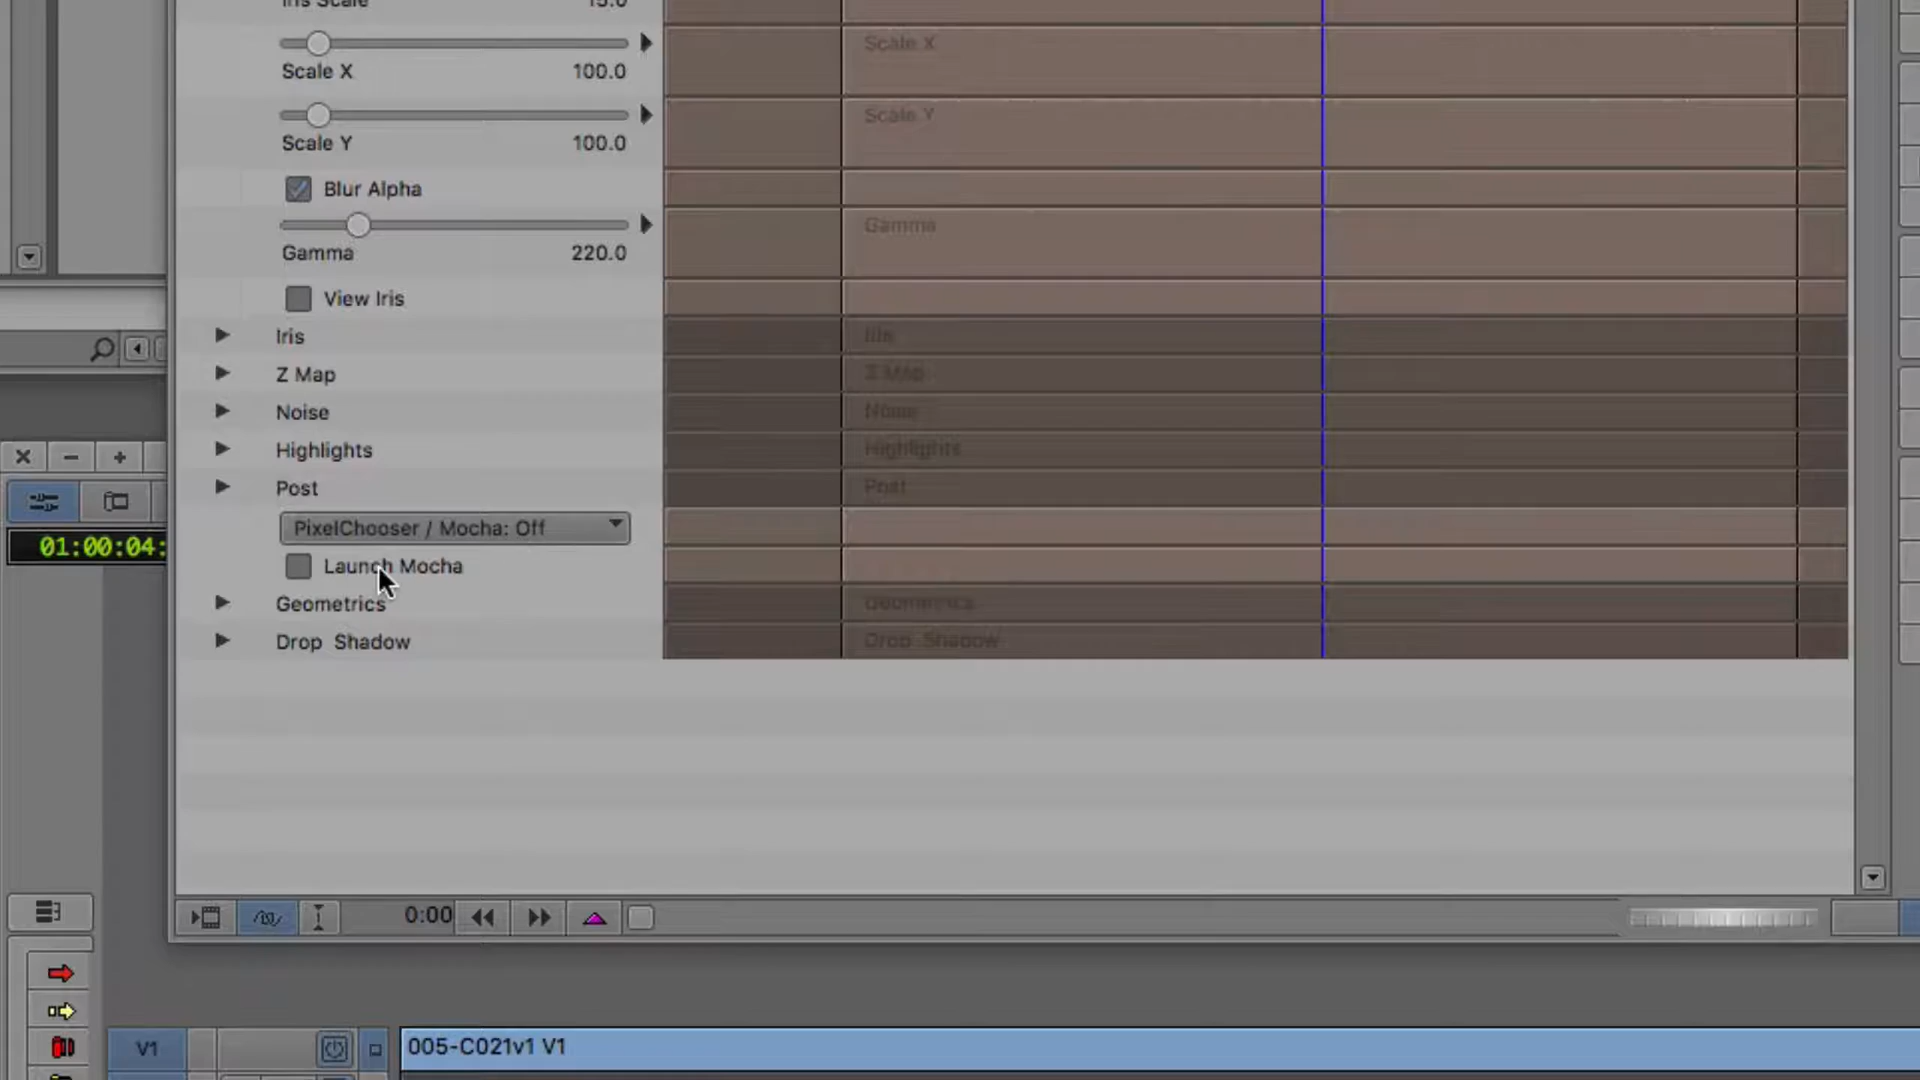 Iris Scale 15.0
Scale X
Scale X 100.0
Scale Y
Scale Y 100.0
Blur Alpha
Gamma
Gamma 220.0
View Iris
Iris Iris
Z Map Z Map
Noise Noise
Highlights Highlights
Post Post
PixelChooser / Mocha: Off
01:00:04:
Launch Mocha
Geometrics Geometrics
Drop Shadow Drop Shadow
0:00
V1 005-C021v1 V1